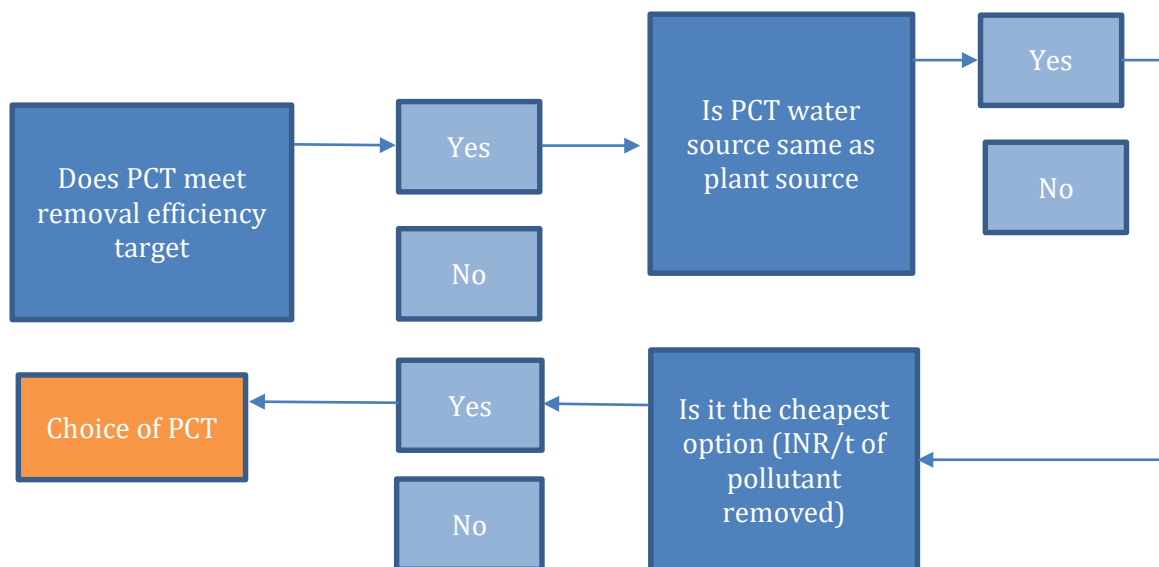 Does PCT meet
removal efficiency
target
Yes
No
Is PCT water
source same as
plant source
Yes
No
Is it the cheapest
option (INR/t of
pollutant
removed)
Yes
No
Choice of PCT